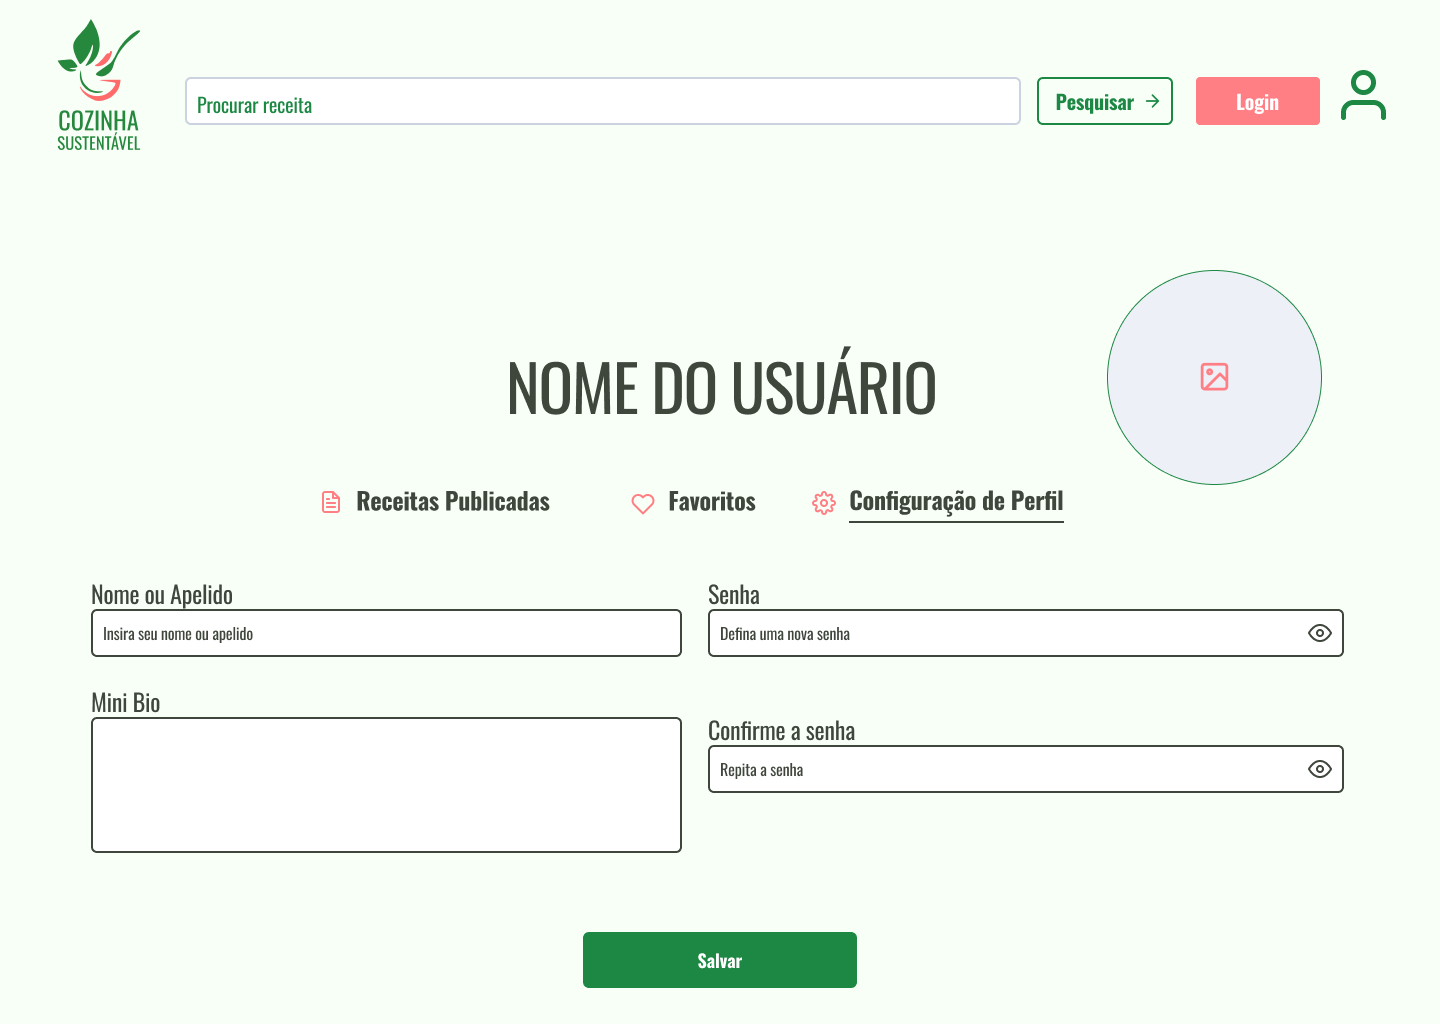 COZINHA
SUSTENTÁVEL
Procurar receita
Pesquisar
Login
NOME DO USUÁRIO
Receitas Publicadas
Favoritos
Configuração de Perfil
Nome ou Apelido
Insira seu nome ou apelido
Senha
Defina uma nova senha
Mini Bio
Confirme a senha
Repita a senha
Salvar